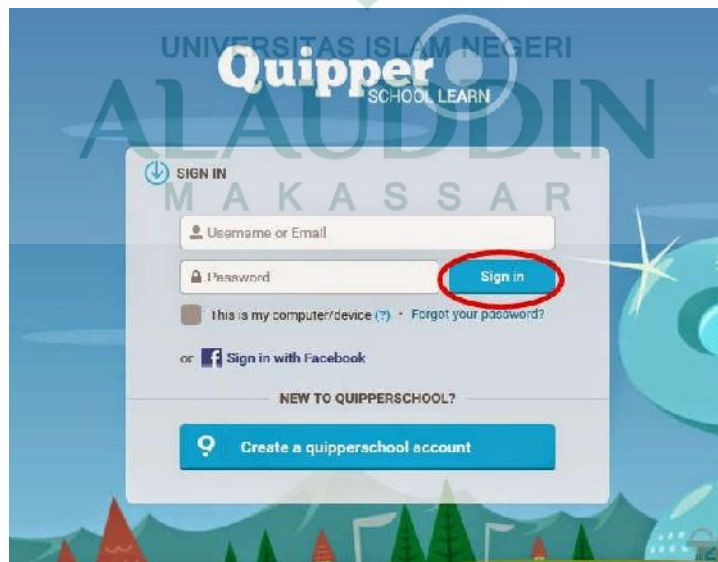 UNIVERSITAS ISLAM NEGERI
Quipper
SCHOOL LEARN
ALAUDDIN
SIGN IN
MAKASSAR
Username or Email
Password
Sign in
This is my computer/device (?) • Forgot your password?
or f Sign in with Facebook
NEW TO QUIPPERSCHOOL?
Create a quipperschool account